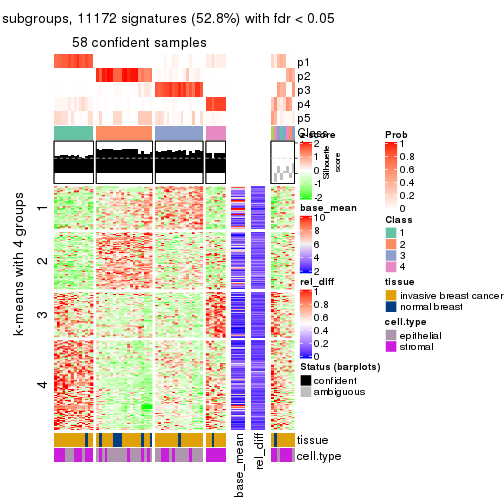 subgroups, 11172 signatures (52.8%) with fdr < 0.05
58 confident samples
p1
p2
p3
p4
p5
Class
Silhouette
score
k-means with 4 groups
1
2
3
4
base_mean
rel_diff
tissue
cell.type
z-score
2
1
0
-1
-2
base_mean
10
8
6
4
2
rel_diff
1
0.8
0.6
0.4
0.2
0
Status (barplots)
confident
ambiguous
Prob
1
0.8
0.6
0.4
0.2
0
Class
1
2
3
4
tissue
invasive breast cancer
normal breast
cell.type
epithelial
stromal